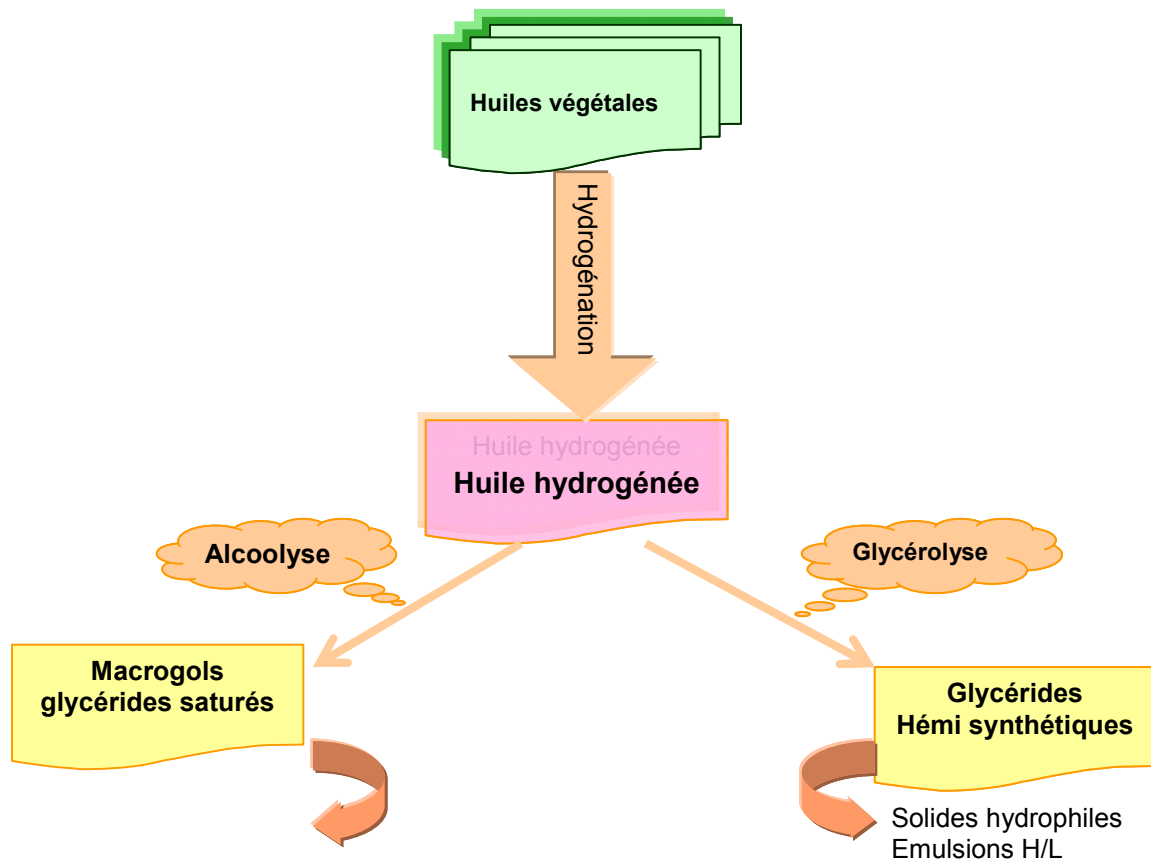 Huiles végétales
Hydrogénation
Huile hydrogénée
Huile hydrogénée
Alcoolyse
Glycérolyse
Macrogols
glycérides saturés
Glycérides
Hémi synthétiques
Solides hydrophiles
Emulsions H/L